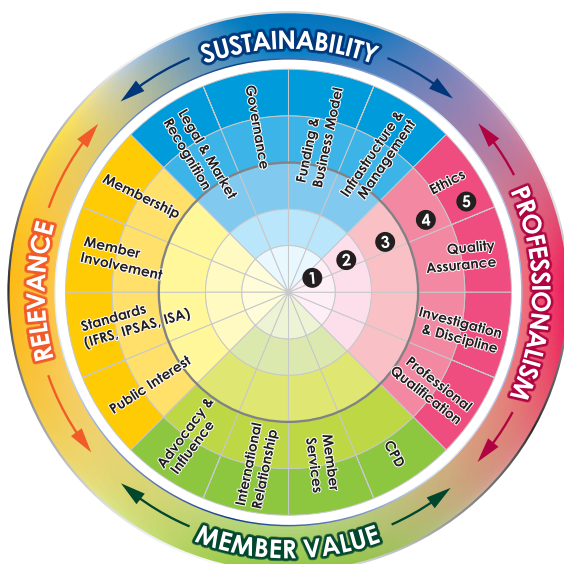 SUSTAINABILITY
Legal & Market
Recognition
Governance
Funding &
Business Model
Infrastructure &
Management
PROFESSIONALISM
Ethics
Quality
Assurance
Investigation
& Discipline
Professional
Qualification
MEMBER VALUE
CPD
Member
Services
International
Relationship
Advocacy &
Influence
RELEVANCE
Public Interest
Standards
(IFRS, IPSAS, ISA)
Member
Involvement
Membership
1
2
3
4
5